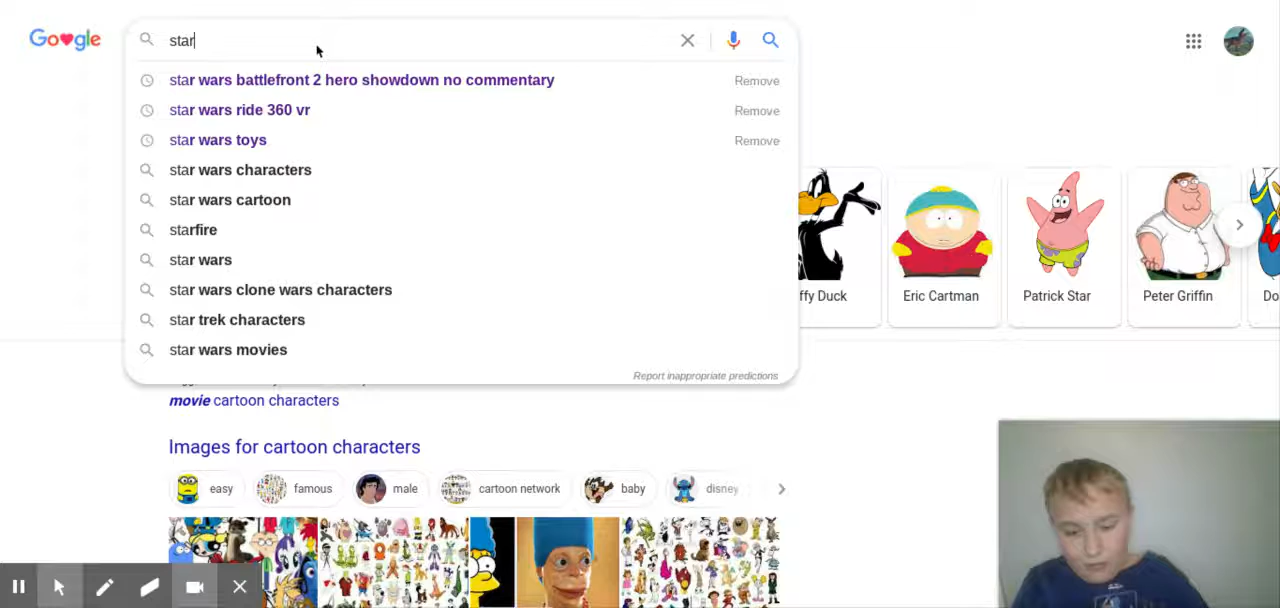 Google
star
star wars battlefront 2 hero showdown no commentary Remove
star wars ride 360 vr Remove
star wars toys Remove
star wars characters
star wars cartoon
starfire
star wars
star wars clone wars characters
star trek characters
star wars movies
Report inappropriate predictions
ffy Duck Eric Cartman Patrick Star Peter Griffin Do
movie cartoon characters
Images for cartoon characters
easy famous male cartoon network baby disney